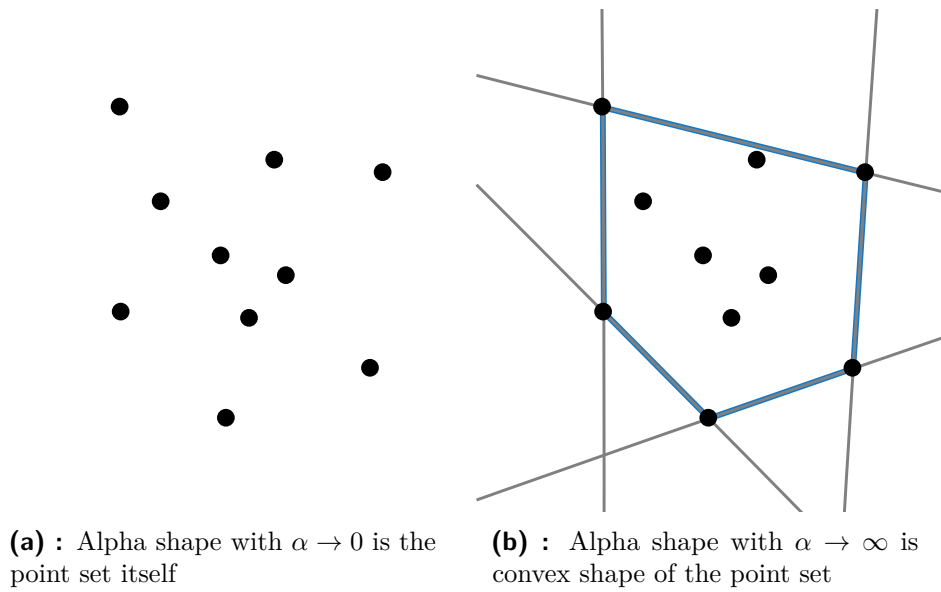 (a) : Alpha shape with α → 0 is the
point set itself
(b) : Alpha shape with α → ∞ is
convex shape of the point set